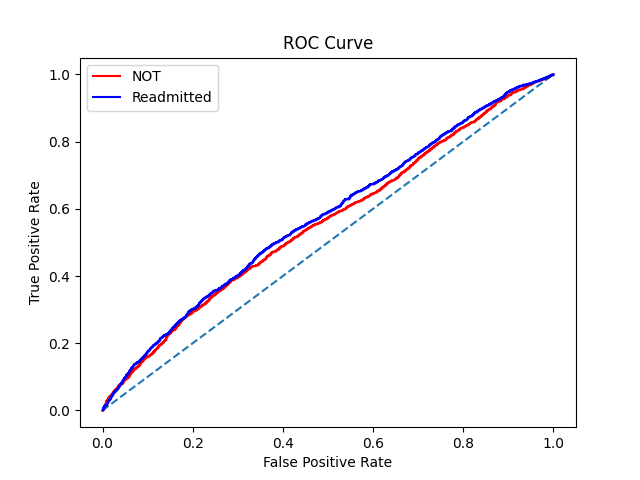 ROC Curve
NOT
Readmitted
True Positive Rate
1.0
0.8
0.6
0.4
0.2
0.0
0.0 0.2 0.4 0.6 0.8 1.0
False Positive Rate